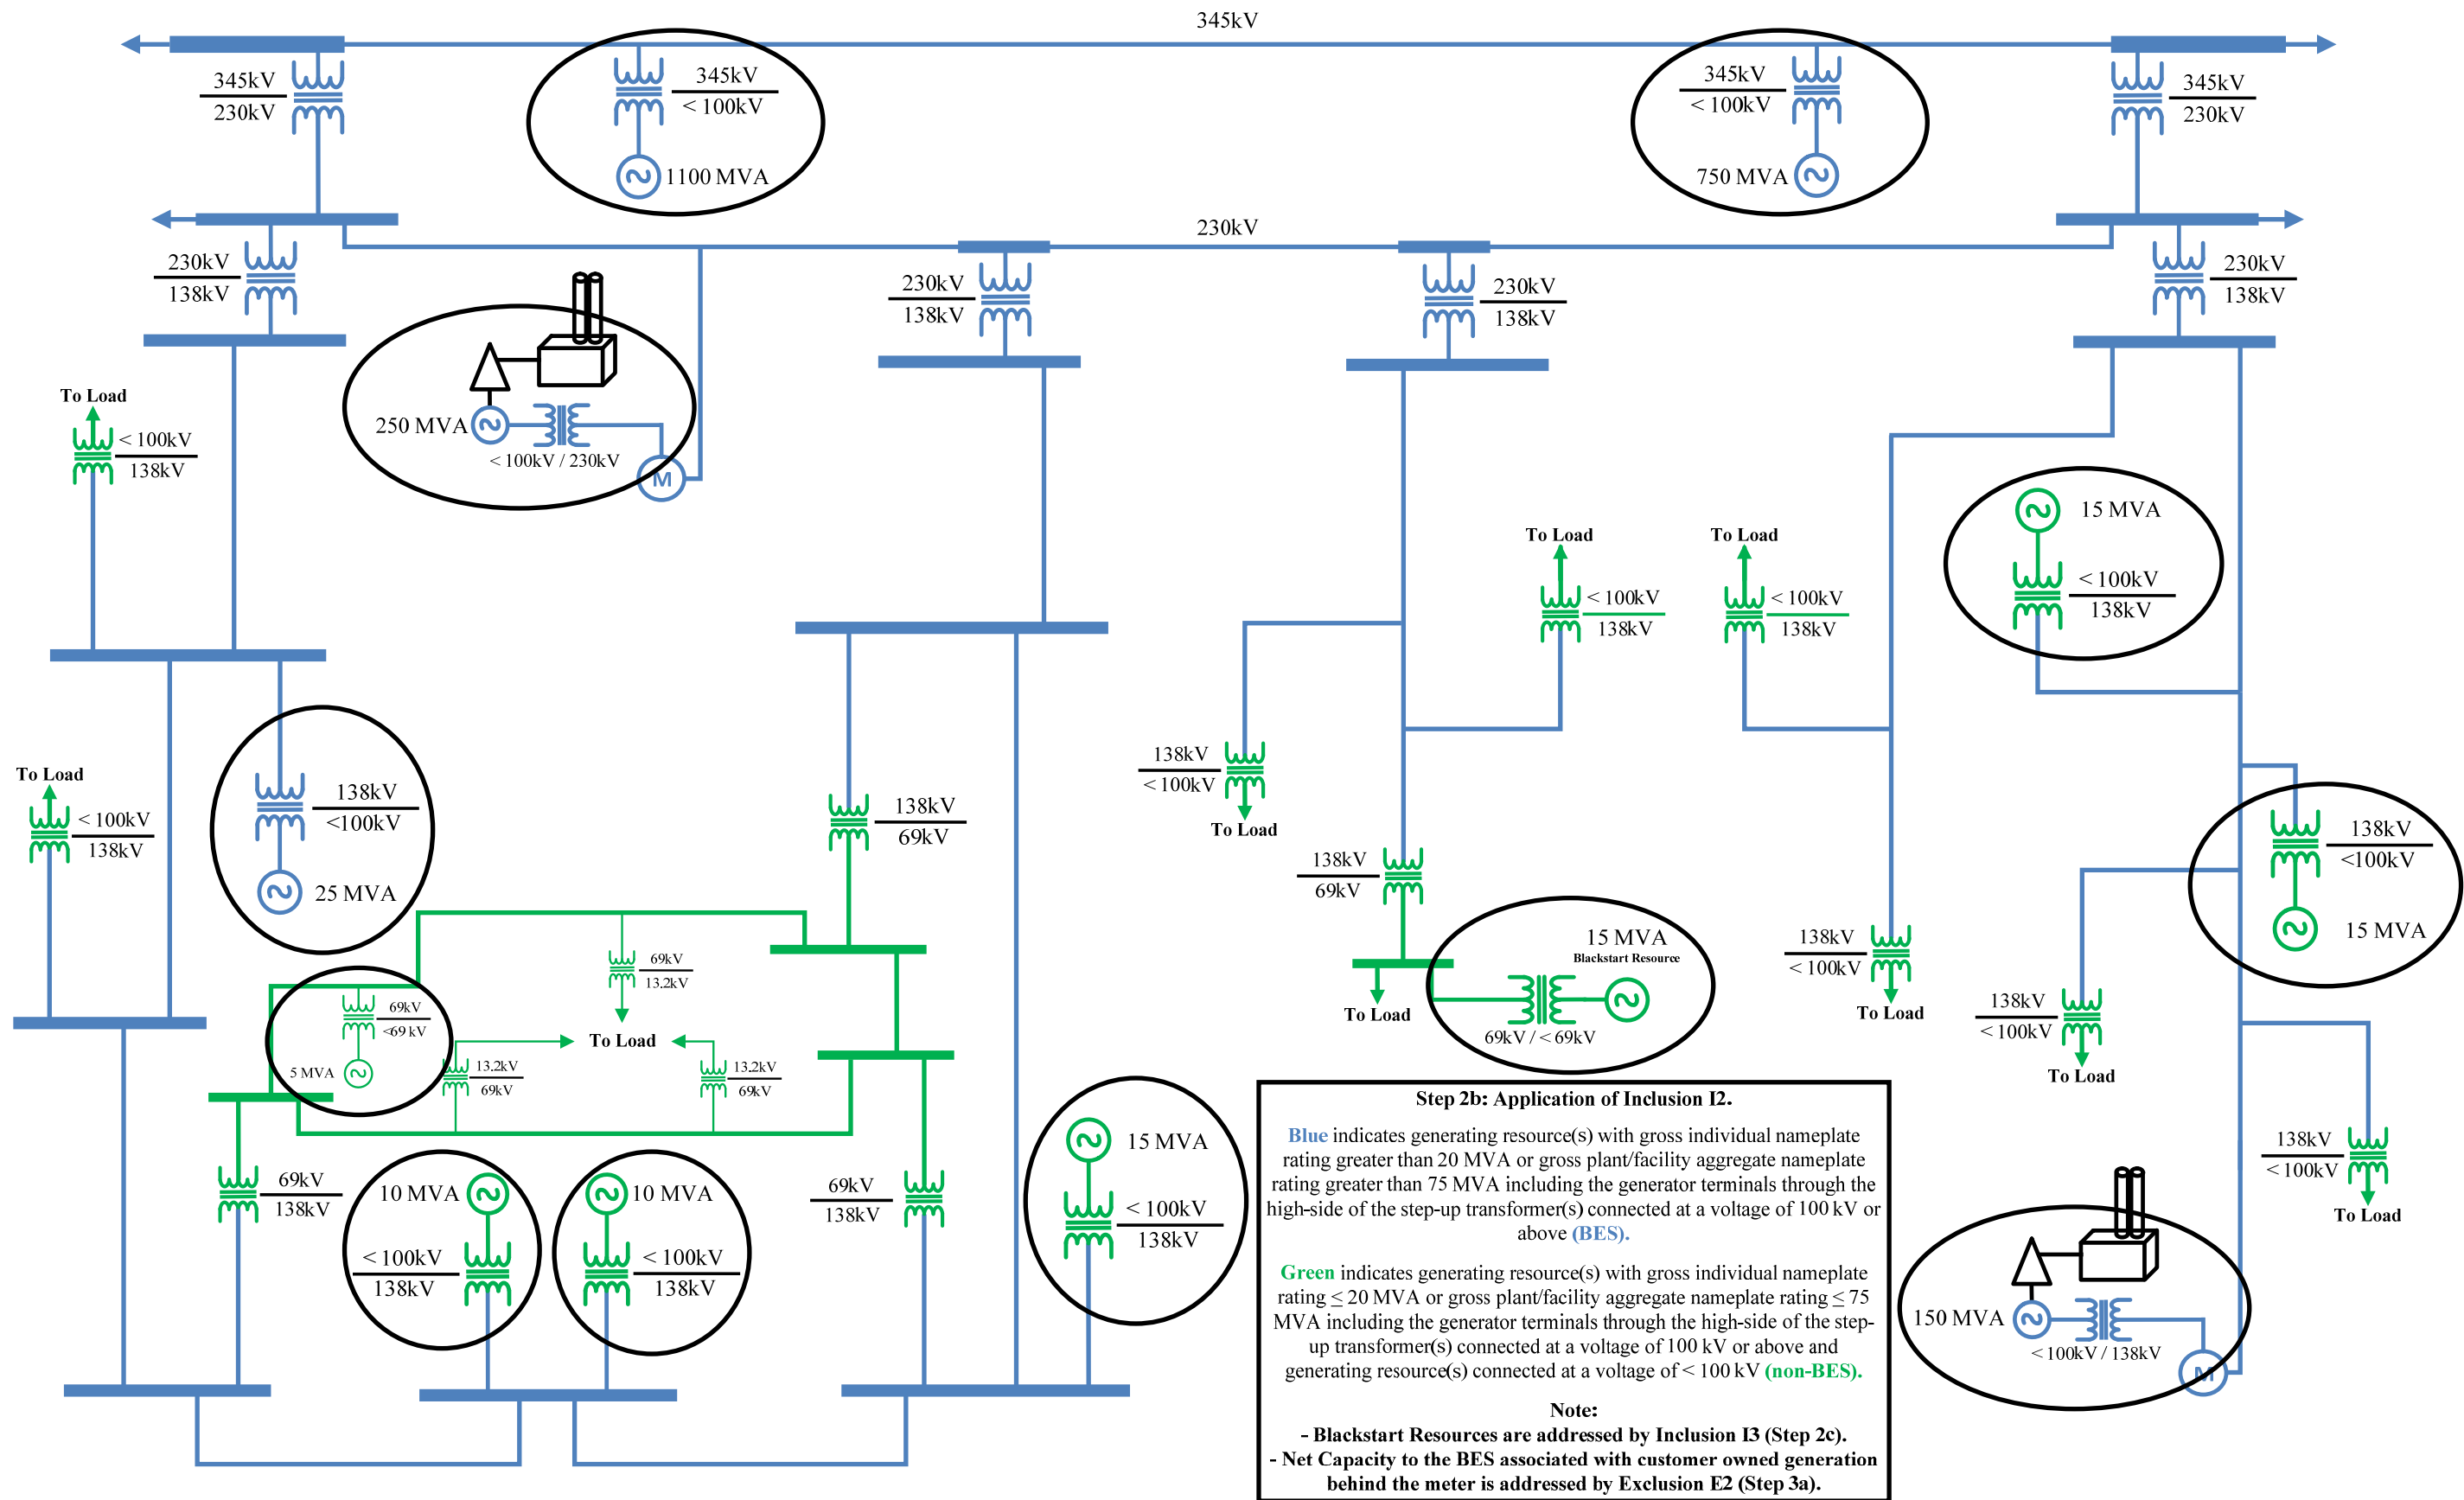 345kV
345kV
230kV
345kV
< 100kV
1100 MVA
345kV
< 100kV
750 MVA
345kV
230kV
230kV
230kV
138kV
230kV
138kV
230kV
138kV
230kV
138kV
250 MVA
< 100kV / 230kV
M
To Load
< 100kV
138kV
To Load
< 100kV
138kV
To Load
< 100kV
138kV
15 MVA
< 100kV
138kV
To Load
< 100kV
138kV
138kV
<100kV
25 MVA
138kV
69kV
138kV
< 100kV
To Load
138kV
69kV
To Load
15 MVA
Blackstart Resource
69kV / < 69kV
138kV
< 100kV
To Load
138kV
<100kV
15 MVA
138kV
< 100kV
To Load
69kV
13.2kV
To Load
69kV
<69 kV
5 MVA
13.2kV
69kV
13.2kV
69kV
69kV
138kV
10 MVA
< 100kV
138kV
10 MVA
< 100kV
138kV
69kV
138kV
15 MVA
< 100kV
138kV
138kV
< 100kV
To Load
150 MVA
< 100kV / 138kV
M
Step 2b: Application of Inclusion I2.
Blue indicates generating resource(s) with gross individual nameplate
rating greater than 20 MVA or gross plant/facility aggregate nameplate
rating greater than 75 MVA including the generator terminals through the
high-side of the step-up transformer(s) connected at a voltage of 100 kV or
above (BES).
Green indicates generating resource(s) with gross individual nameplate
rating ≤ 20 MVA or gross plant/facility aggregate nameplate rating ≤ 75
MVA including the generator terminals through the high-side of the step-
up transformer(s) connected at a voltage of 100 kV or above and
generating resource(s) connected at a voltage of < 100 kV (non-BES).
Note:
- Blackstart Resources are addressed by Inclusion I3 (Step 2c).
- Net Capacity to the BES associated with customer owned generation
behind the meter is addressed by Exclusion E2 (Step 3a).